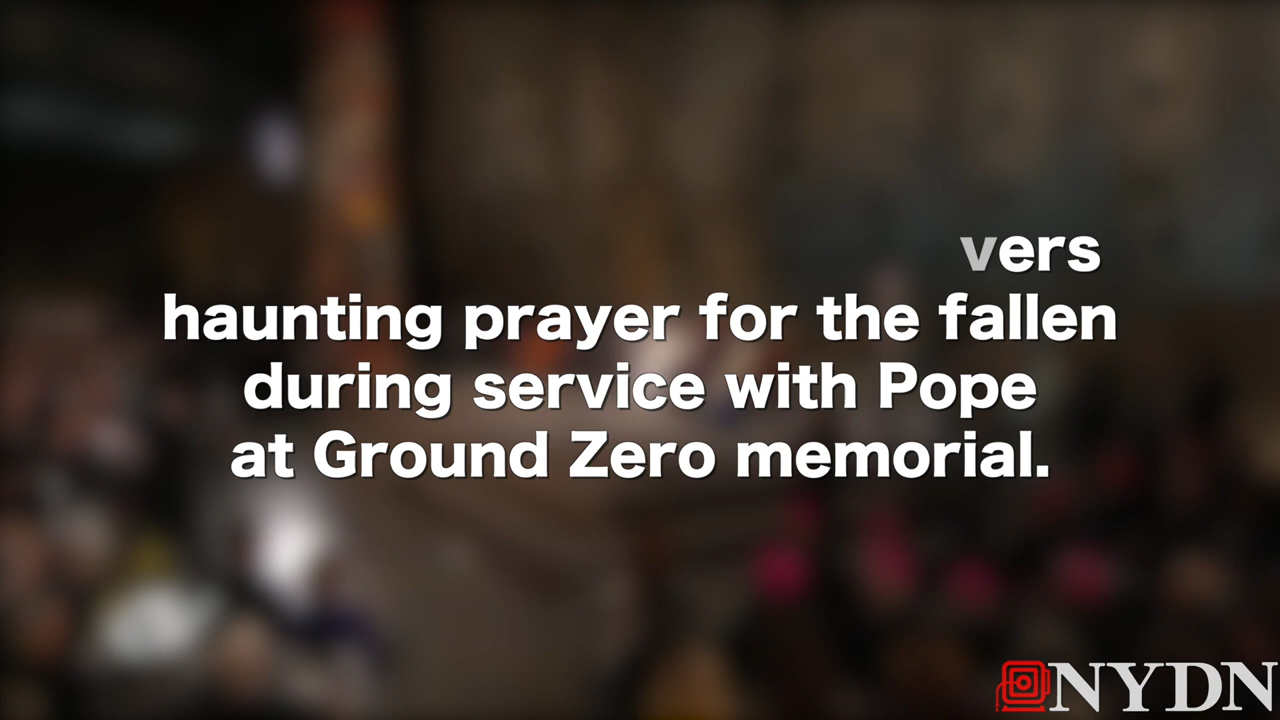 vers
haunting prayer for the fallen
during service with Pope
at Ground Zero memorial.
NYDN